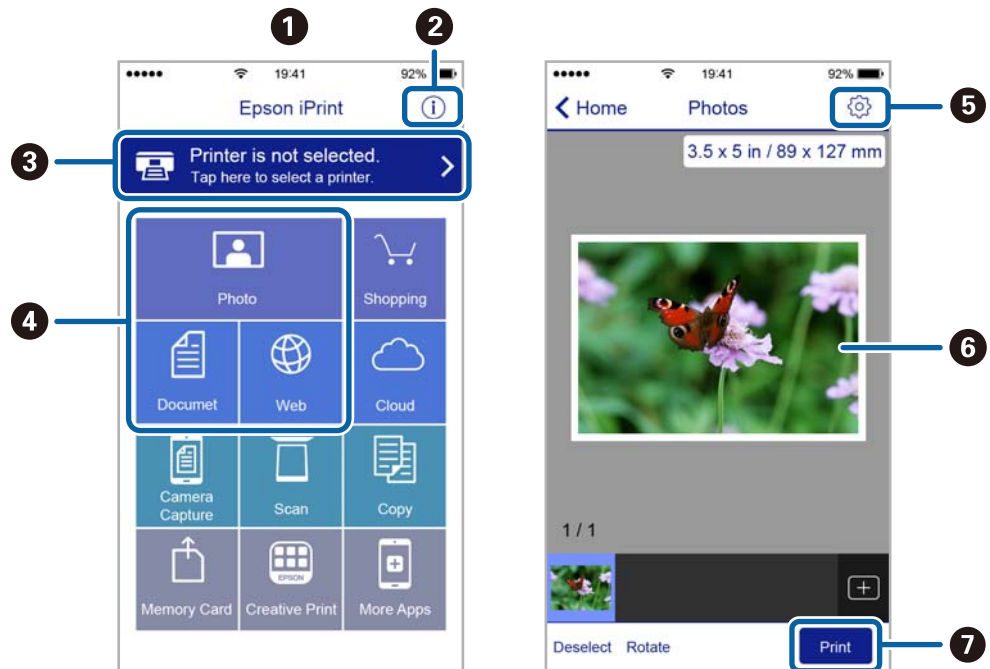 1
2
19:41
92%
Epson iPrint
3
Printer is not selected.
Tap here to select a printer.
4
Photo
Shopping
Documet
Web
Cloud
Camera
Capture
Scan
Copy
EPSON
Memory Card
Creative Print
More Apps
19:41
92%
Home
Photos
5
3.5 x 5 in / 89 x 127 mm
6
1 / 1
Deselect
Rotate
Print
7